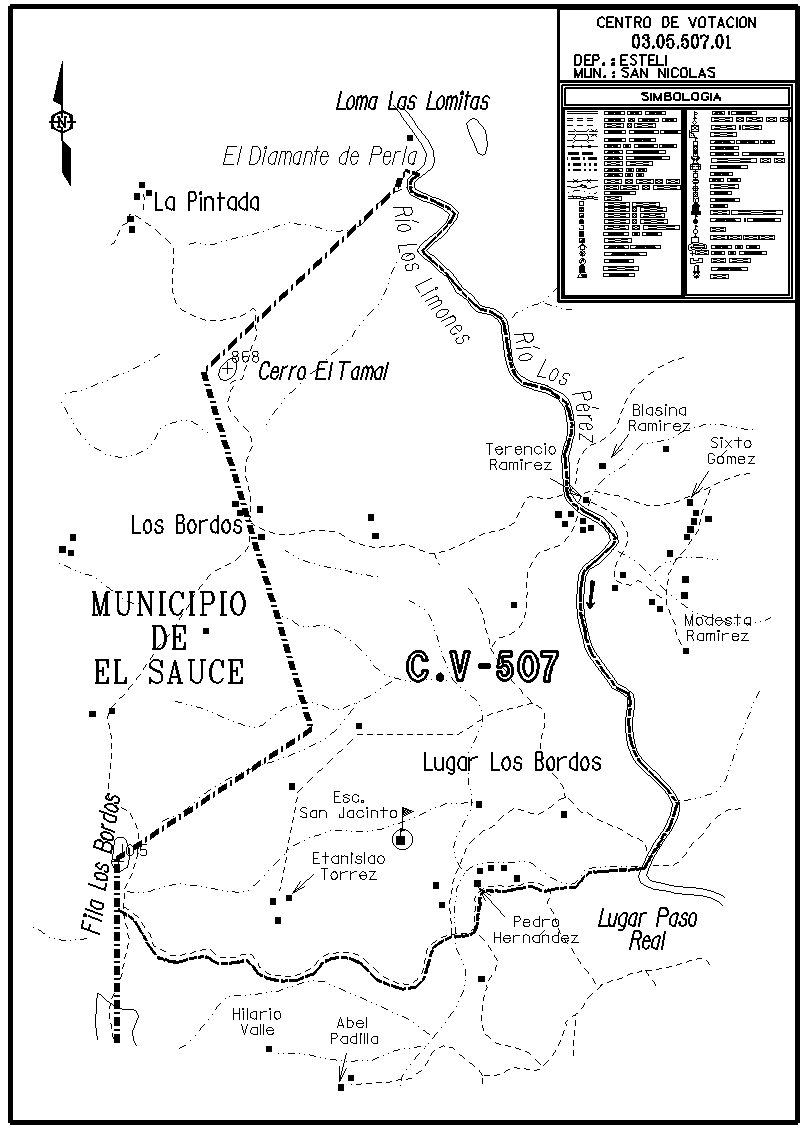 CENTRO DE VOTACION
03.05.507.01
DEP.: ESTELI
MUN.: SAN NICOLAS
SIMBOLOGIA
N
Loma Las Lomitas
El Diamante de Perla
La Pintada
Río Los Limones
868
Cerro El Tamal
Río Los Pérez
Blasina
Ramirez
Terencio
Ramirez
Sixto
Gomez
Los Bordos
MUNICIPIO
DE
EL SAUCE
Modesta
Ramirez
C.V-507
Lugar Los Bordos
Esc.
San Jacinto
Fila Los Bordos
Etanislao
Torrez
Pedro
Hernandez
Lugar Paso
Real
Hilario
Valle
Abel
Padilla